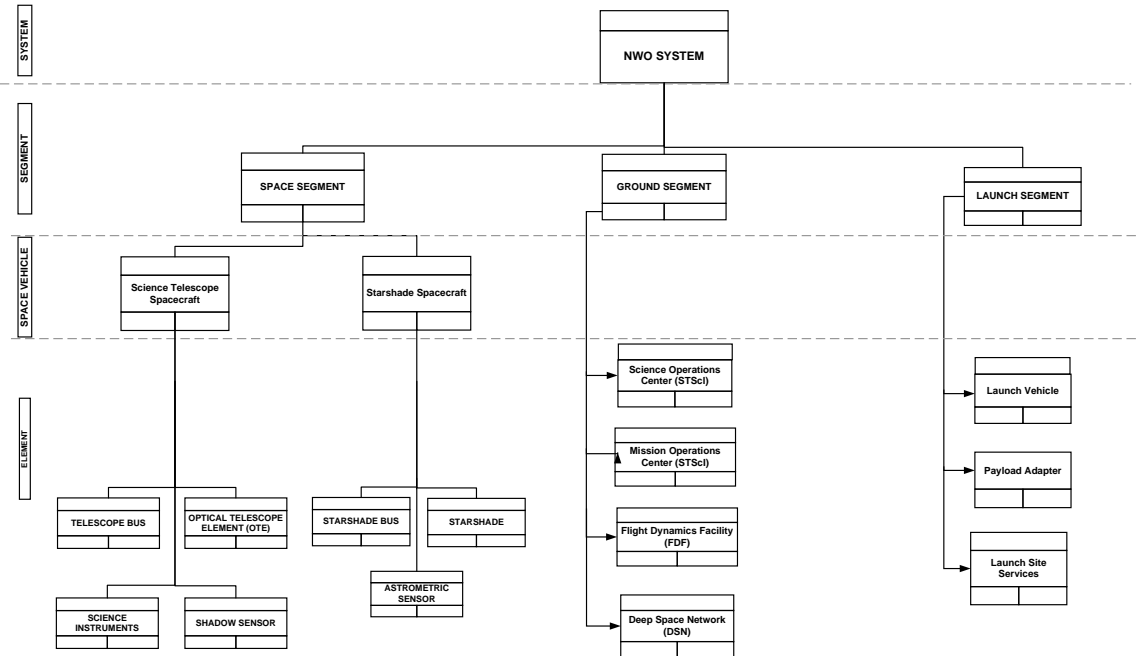 SYSTEM
NWO SYSTEM
SEGMENT
SPACE SEGMENT
GROUND SEGMENT
LAUNCH SEGMENT
SPACE VEHICLE
Science Telescope
Spacecraft
Starshade Spacecraft
ELEMENT
Science Operations
Center (STScI)
Launch Vehicle
Mission Operations
Center (STScI)
Payload Adapter
TELESCOPE BUS
OPTICAL TELESCOPE
ELEMENT (OTE)
STARSHADE BUS
STARSHADE
Flight Dynamics Facility
(FDF)
Launch Site
Services
ASTROMETRIC
SENSOR
SCIENCE
INSTRUMENTS
SHADOW SENSOR
Deep Space Network
(DSN)